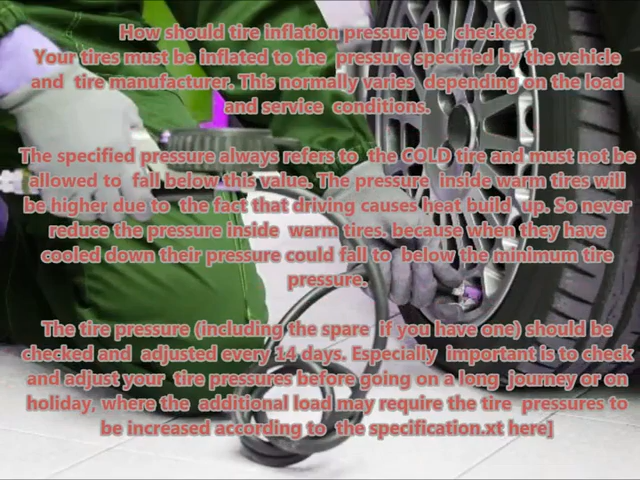 How should tire inflation pressure be checked?
Your tires must be inflated to the pressure specified by the vehicle
and tire manufacturer. This normally varies depending on the load
and service conditions.
The specified pressure always refers to the COLD tire and must not be
allowed to fall below this value. The pressure inside warm tires will
be higher due to the fact that driving causes heat build up. So never
reduce the pressure inside warm tires. because when they have
cooled down their pressure could fall to below the minimum tire
pressure.
The tire pressure (including the spare if you have one) should be
checked and adjusted every 14 days. Especially important is to check
and adjust your tire pressures before going on a long journey or on
holiday, where the additional load may require the tire pressures to
be increased according to the specification.xt here]